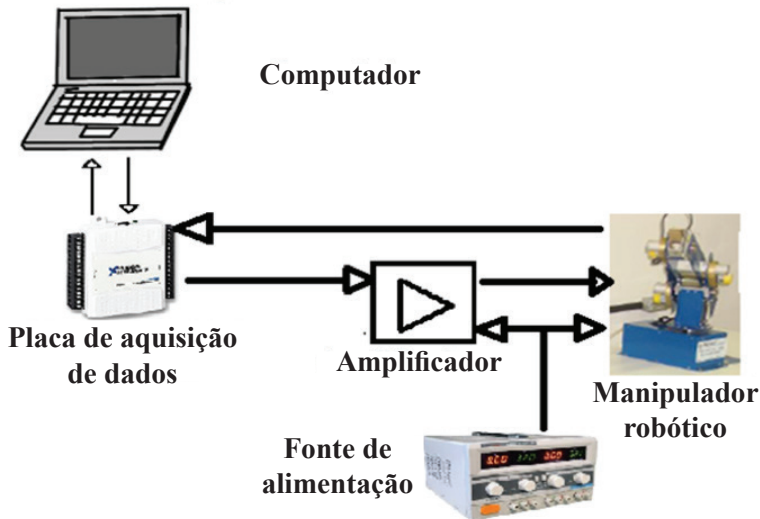 Computador
Placa de aquisição
de dados
Amplificador
Manipulador
robótico
Fonte de
alimentação